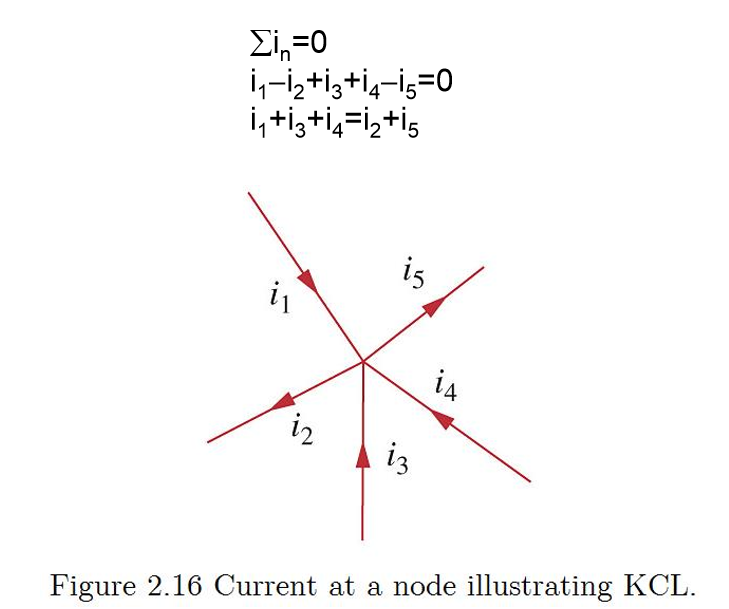 ∑iₙ=0
i₁–i₂+i₃+i₄–i₅=0
i₁+i₃+i₄=i₂+i₅
i₅
i₁
i₄
i₂
i₃
Figure 2.16 Current at a node illustrating KCL.